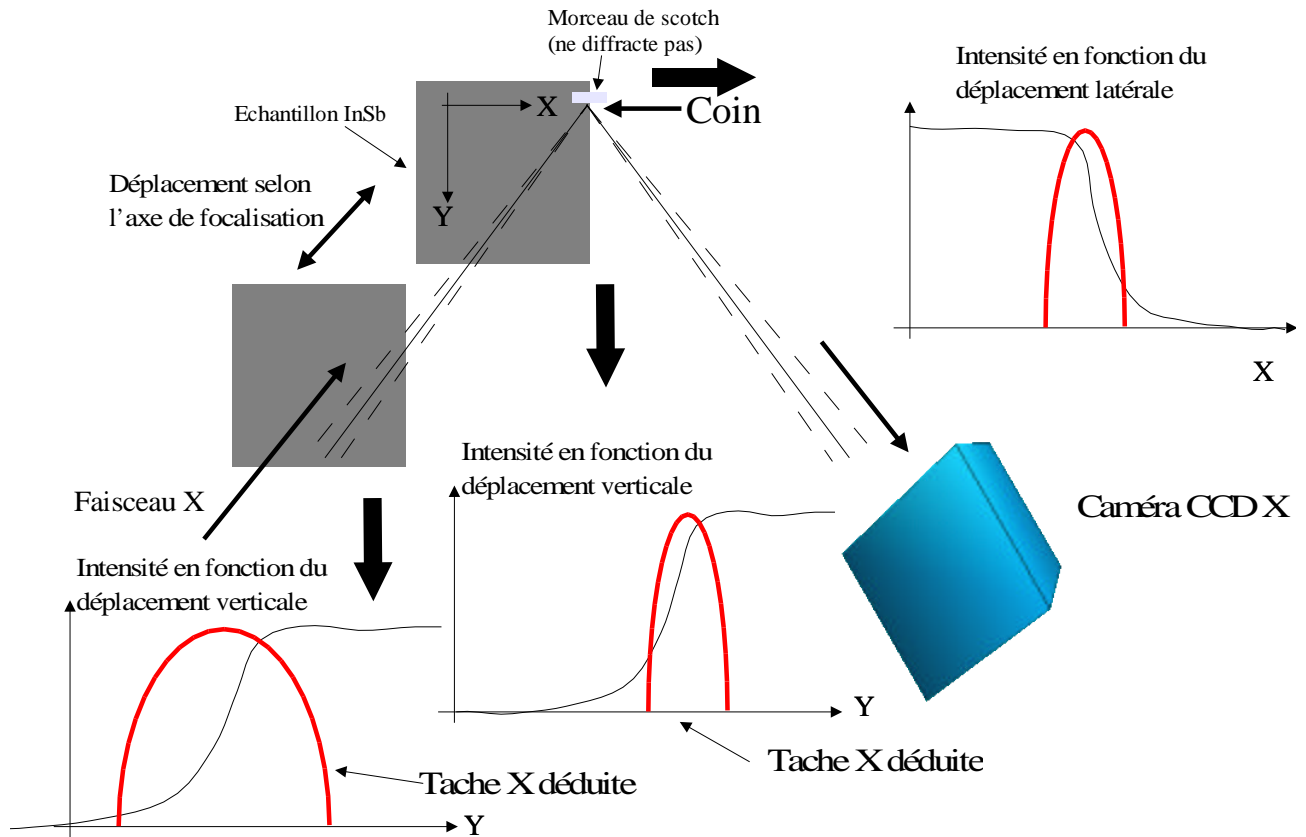 Morceau de scotch
(ne diffracte pas)
Intensité en fonction du
déplacement latérale
X
Coin
Echantillon InSb
Déplacement selon
l’axe de focalisation
Y
X
Intensité en fonction du
déplacement verticale
Faisceau X
Caméra CCD X
Intensité en fonction du
déplacement verticale
Y
Tache X déduite
Tache X déduite
Y